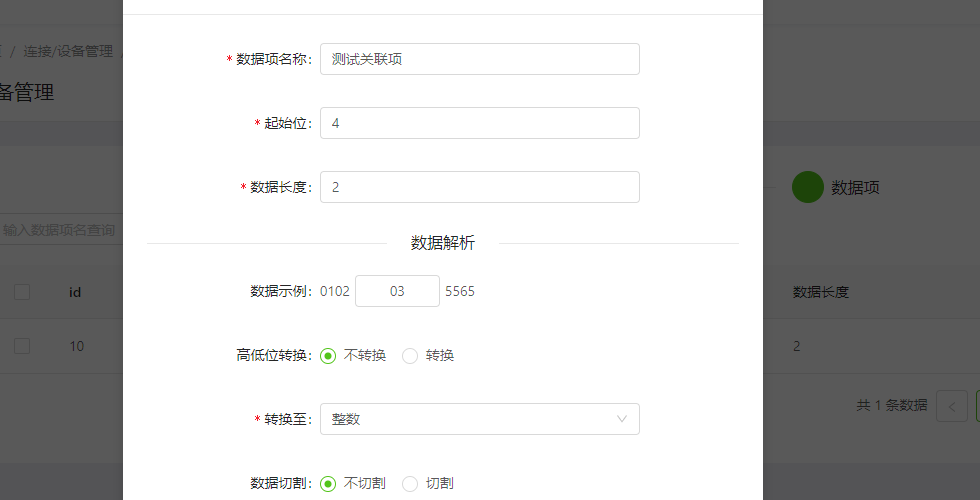 / 连接/设备管理 /
备管理
* 数据项名称: 测试关联项
* 起始位: 4
* 数据长度: 2
数据项
输入数据项名查询
数据解析
数据示例: 0102 03 5565
id
数据长度
高低位转换: 不转换 转换
10
2
共 1 条数据 <
* 转换至: 整数
数据切割: 不切割 切割